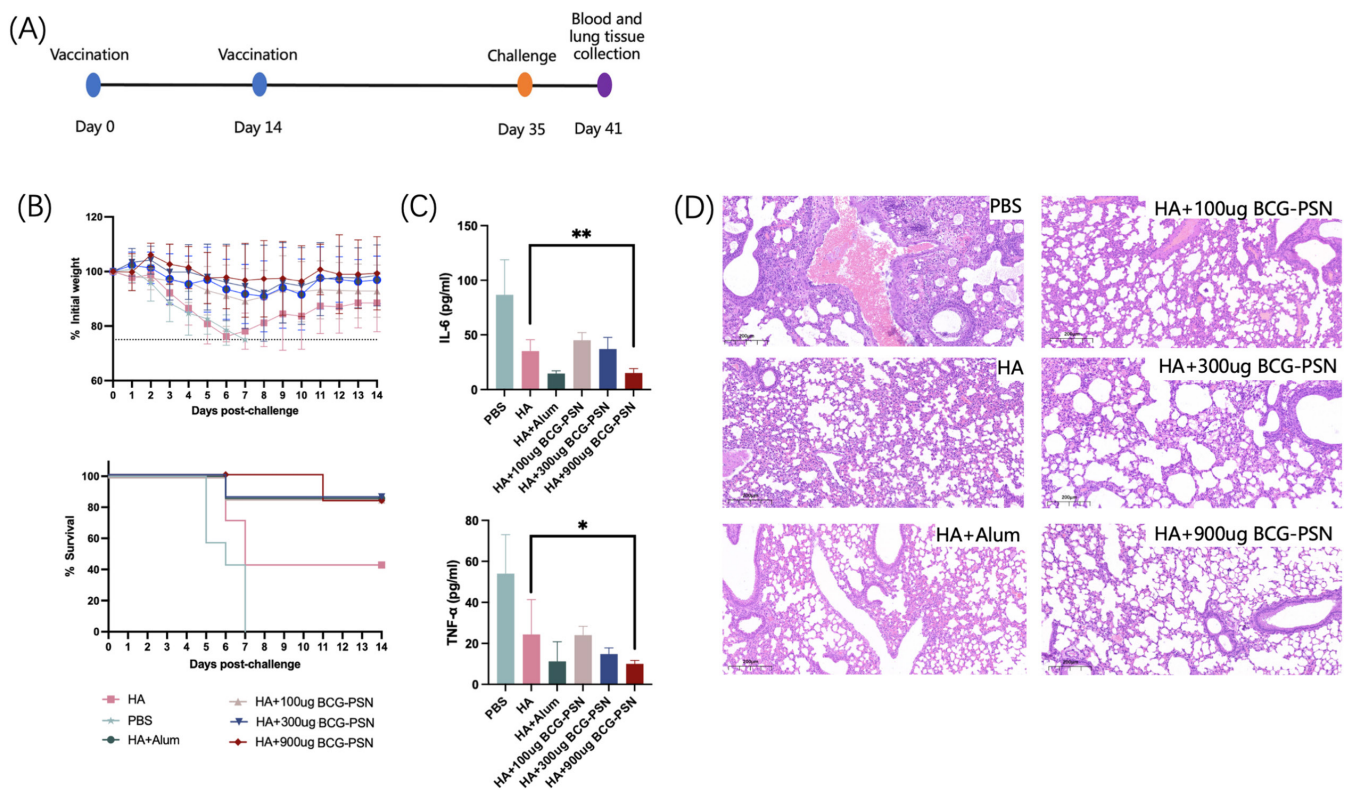 (A)
Vaccination
Vaccination
Challenge
Blood and
lung tissue
collection
Day 0
Day 14
Day 35
Day 41
(B)
120
100
80
60
% Initial weight
0 1 2 3 4 5 6 7 8 9 10 11 12 13 14
Days post-challenge
100
80
60
40
20
0
% Survival
0 1 2 3 4 5 6 7 8 9 10 11 12 13 14
Days post-challenge
HA
PBS
HA+Alum
HA+100ug BCG-PSN
HA+300ug BCG-PSN
HA+900ug BCG-PSN
(C)
150
100
50
0
IL-6 (pg/ml)
**
PBS
HA
HA+Alum
HA+100ug BCG-PSN
HA+300ug BCG-PSN
HA+900ug BCG-PSN
80
60
40
20
0
TNF-α (pg/ml)
*
PBS
HA
HA+Alum
HA+100ug BCG-PSN
HA+300ug BCG-PSN
HA+900ug BCG-PSN
(D)
PBS
200μm
HA+100ug BCG-PSN
200μm
HA
200μm
HA+300ug BCG-PSN
200μm
HA+Alum
200μm
HA+900ug BCG-PSN
200μm